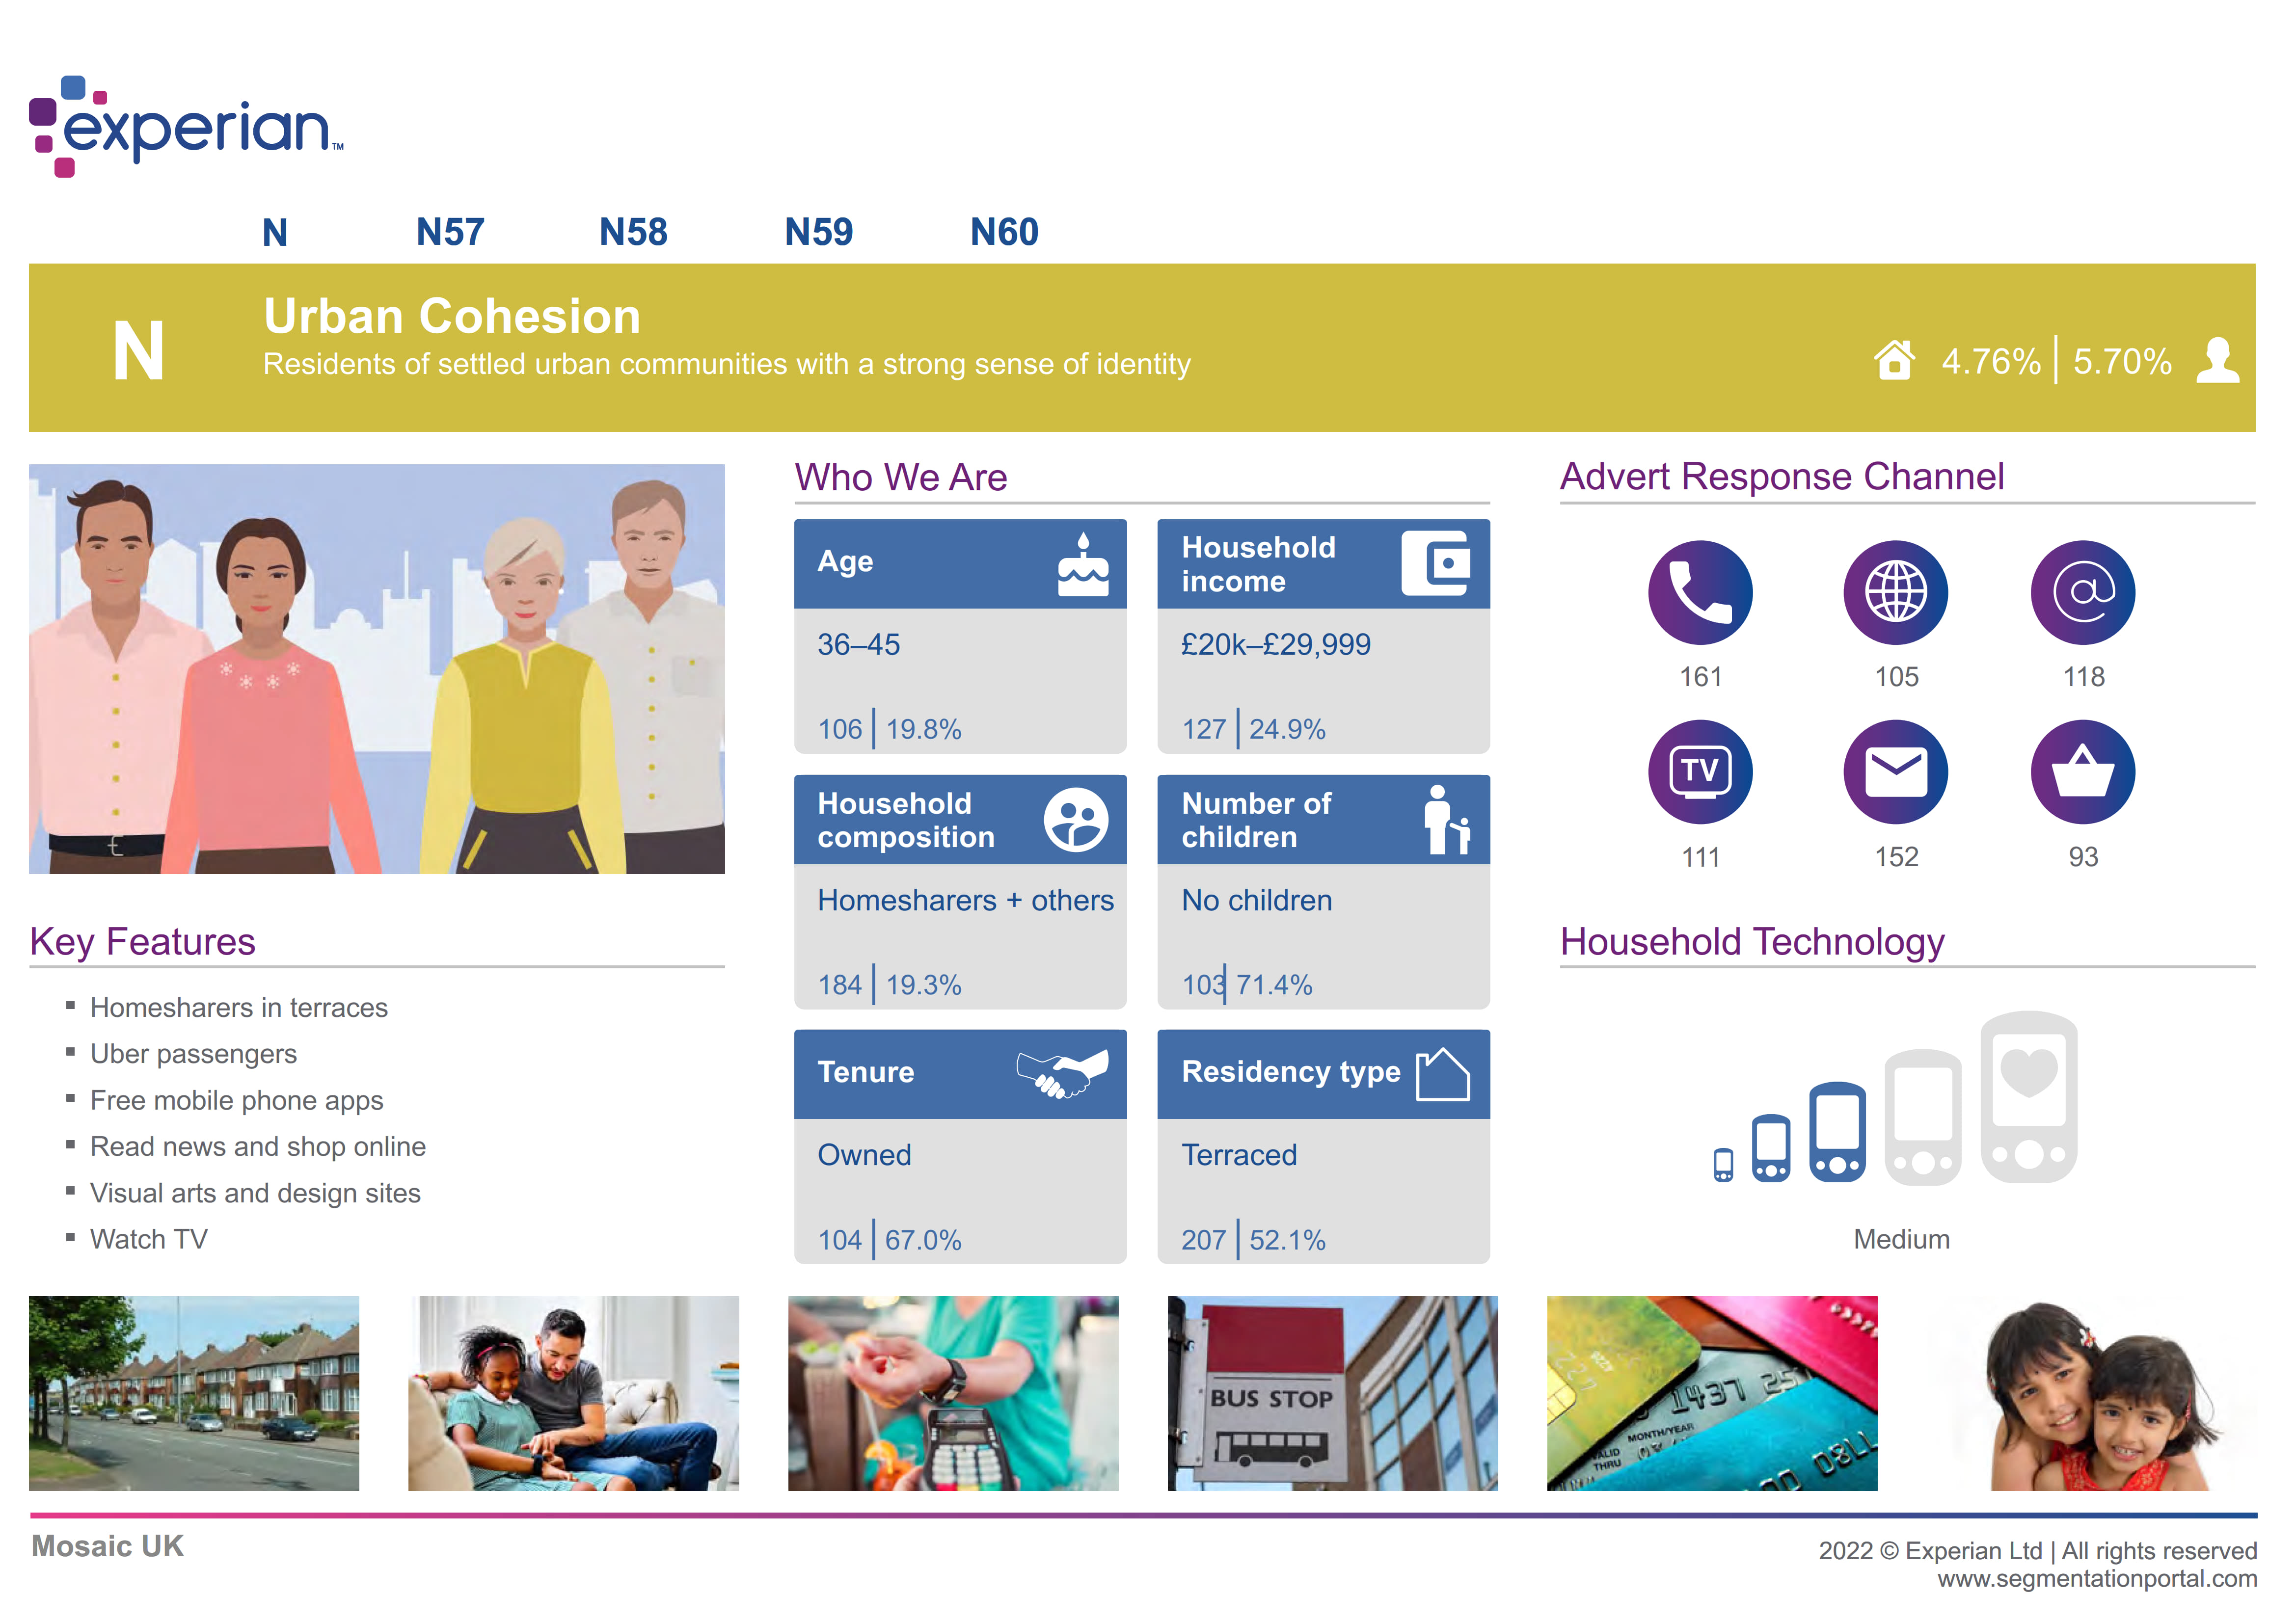 experian™
N N57 N58 N59 N60
N
Urban Cohesion
Residents of settled urban communities with a strong sense of identity
4.76% | 5.70%
Who We Are
Age
36–45
106 | 19.8%
Household
income
£20k–£29,999
127 | 24.9%
Household
composition
Homesharers + others
184 | 19.3%
Number of
children
No children
103 | 71.4%
Tenure
Owned
104 | 67.0%
Residency type
Terraced
207 | 52.1%
Advert Response Channel
161 105 118
TV
111 152 93
Key Features
▪ Homesharers in terraces
▪ Uber passengers
▪ Free mobile phone apps
▪ Read news and shop online
▪ Visual arts and design sites
▪ Watch TV
Household Technology
Medium
BUS STOP
1437 25
MONTH/YEAR
VALID
THRU
Mosaic UK
2022 © Experian Ltd | All rights reserved
www.segmentationportal.com